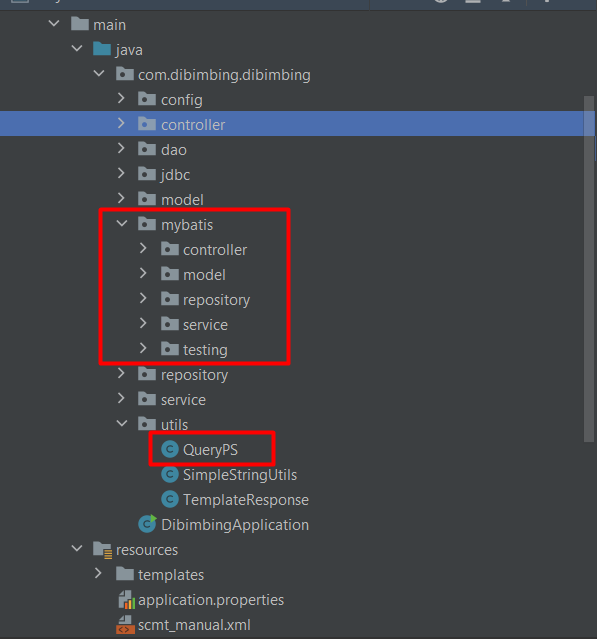 main
java
com.dibimbing.dibimbing
config
controller
dao
jdbc
model
mybatis
controller
model
repository
service
testing
repository
service
utils
QueryPS
SimpleStringUtils
TemplateResponse
DibimbingApplication
resources
templates
application.properties
scmt_manual.xml